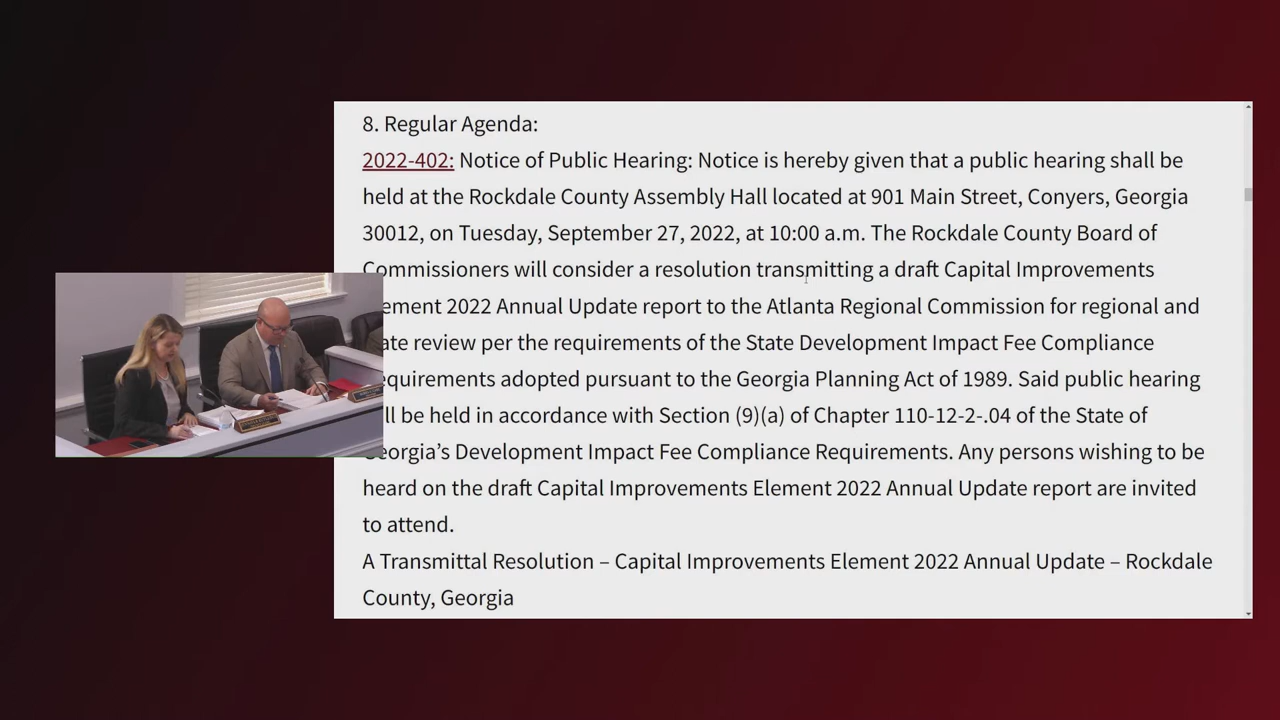 8. Regular Agenda:
2022-402: Notice of Public Hearing: Notice is hereby given that a public hearing shall be
held at the Rockdale County Assembly Hall located at 901 Main Street, Conyers, Georgia
30012, on Tuesday, September 27, 2022, at 10:00 a.m. The Rockdale County Board of
Commissioners will consider a resolution transmitting a draft Capital Improvements
ement 2022 Annual Update report to the Atlanta Regional Commission for regional and
ate review per the requirements of the State Development Impact Fee Compliance
equirements adopted pursuant to the Georgia Planning Act of 1989. Said public hearing
ll be held in accordance with Section (9)(a) of Chapter 110-12-2-.04 of the State of
Georgia’s Development Impact Fee Compliance Requirements. Any persons wishing to be
heard on the draft Capital Improvements Element 2022 Annual Update report are invited
to attend.
A Transmittal Resolution – Capital Improvements Element 2022 Annual Update – Rockdale
County, Georgia